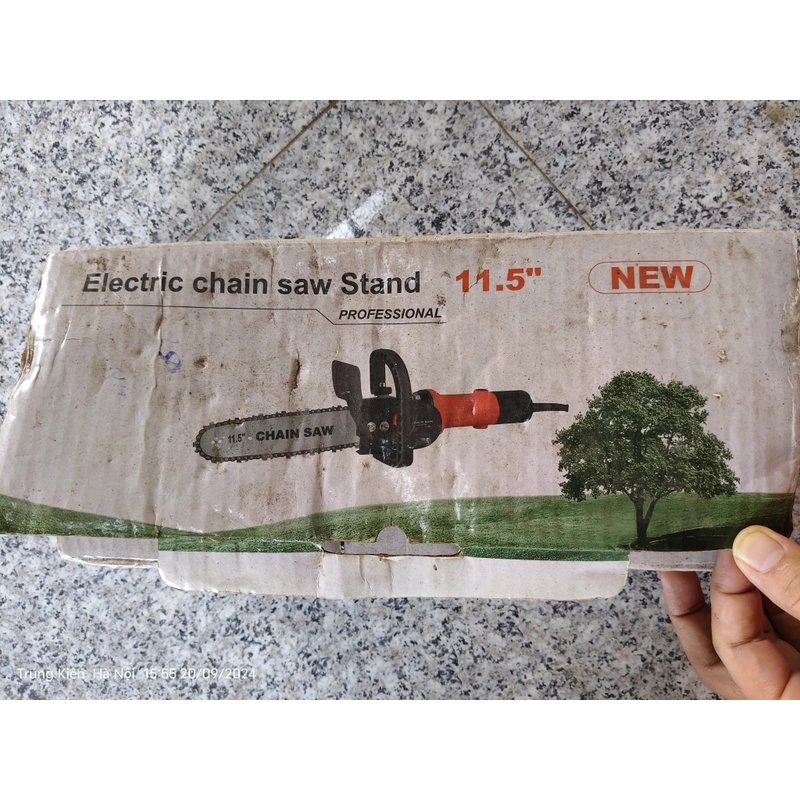 Electric chain saw Stand 11.5" NEW
PROFESSIONAL
11.5" CHAIN SAW
Trung Kiên Hà Nội 15:55 20/09/2024